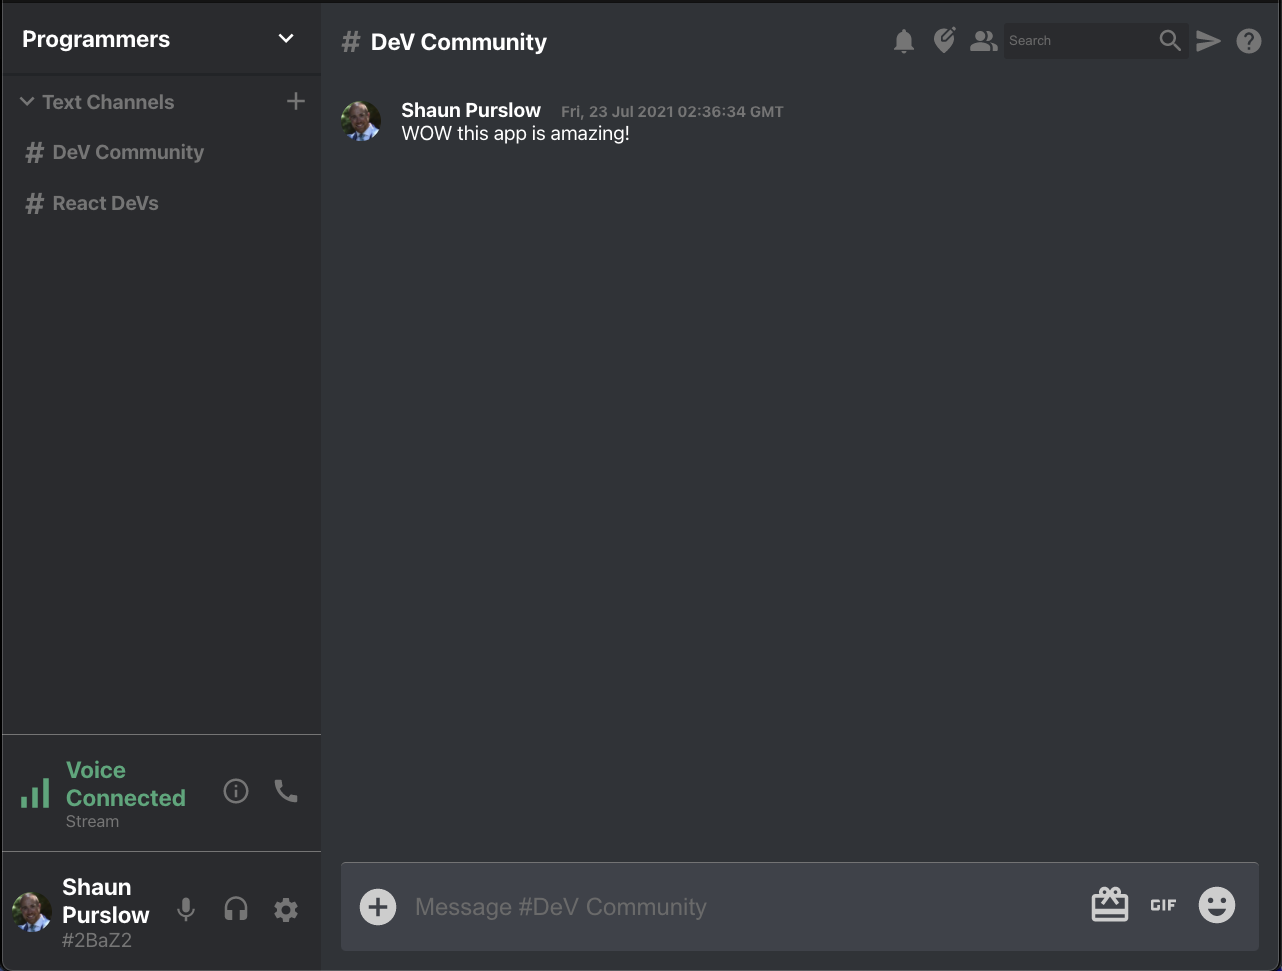 Programmers
Text Channels
# DeV Community
# React DeVs
Voice
Connected
Stream
Shaun
Purslow
#2BaZ2
# DeV Community
Search
Shaun Purslow Fri, 23 Jul 2021 02:36:34 GMT
WOW this app is amazing!
Message #DeV Community
GIF